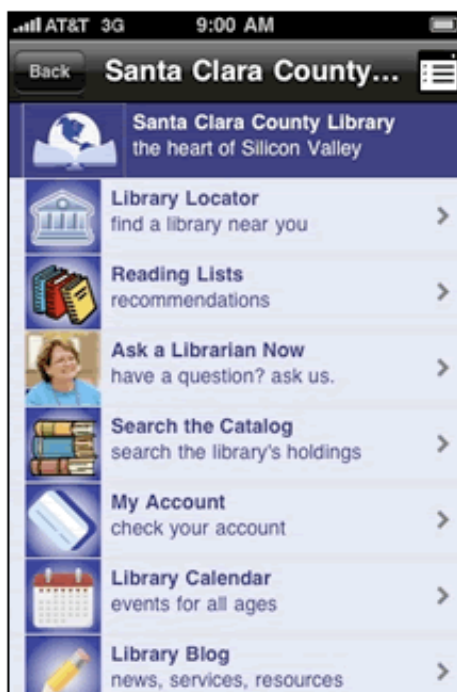 AT&T 3G 9:00 AM
Back Santa Clara County...
Santa Clara County Library
the heart of Silicon Valley
Library Locator
find a library near you
Reading Lists
recommendations
Ask a Librarian Now
have a question? ask us.
Search the Catalog
search the library's holdings
My Account
check your account
Library Calendar
events for all ages
Library Blog
news, services, resources